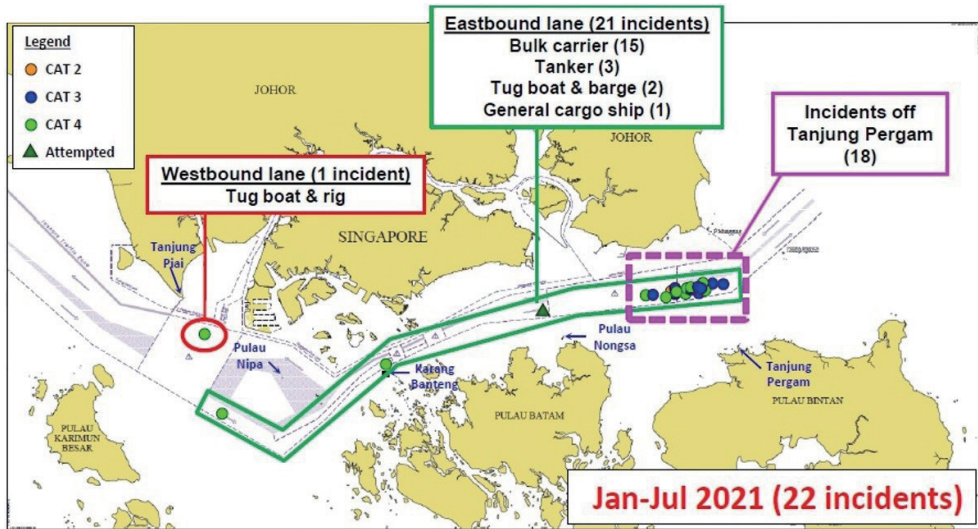 Legend
CAT 2
CAT 3
CAT 4
Attempted
Eastbound lane (21 incidents)
Bulk carrier (15)
Tanker (3)
Tug boat & barge (2)
General cargo ship (1)
JOHOR
JOHOR
Incidents off
Tanjung Pergam
(18)
Westbound lane (1 incident)
Tug boat & rig
SINGAPORE
Tanjung
Piai
Pulau
Nipa
Karang
Banteng
Pulau
Nongsa
Tanjung
Pergam
PULAU BATAM
PULAU BINTAN
PULAU
KARIMUN
BESAR
Jan-Jul 2021 (22 incidents)